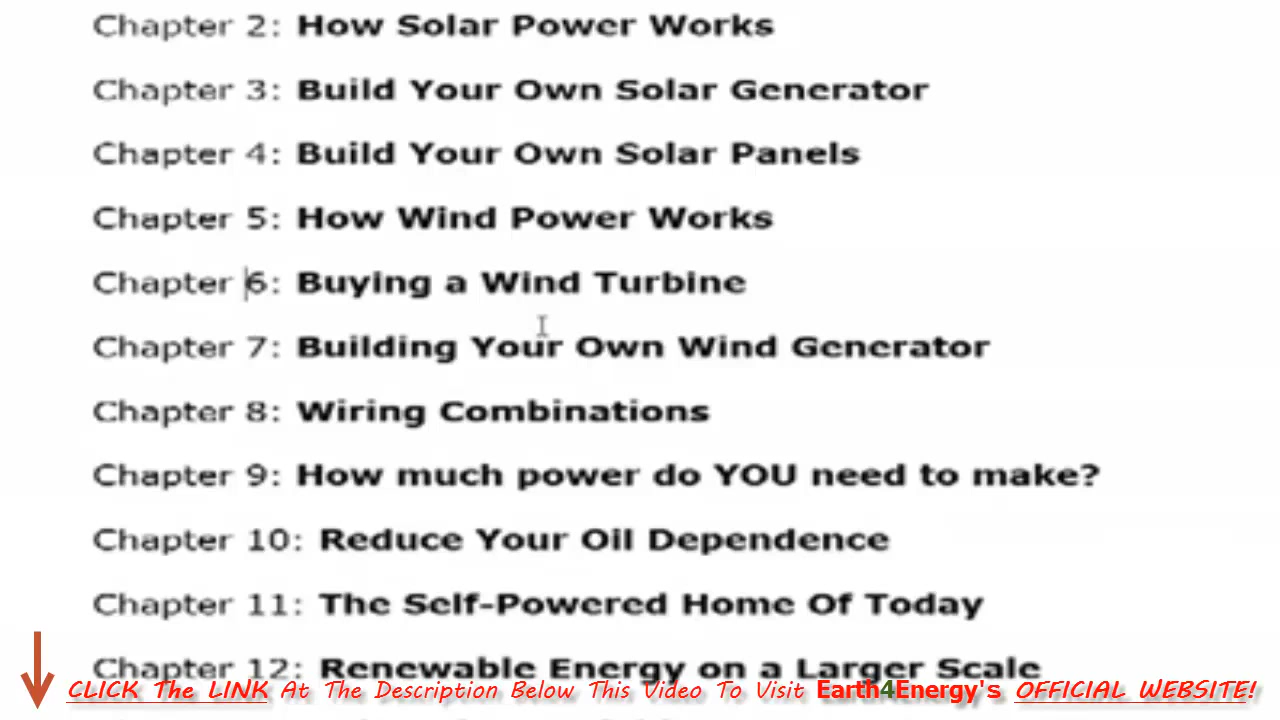 Chapter 2: How Solar Power Works
Chapter 3: Build Your Own Solar Generator
Chapter 4: Build Your Own Solar Panels
Chapter 5: How Wind Power Works
Chapter 6: Buying a Wind Turbine
Chapter 7: Building Your Own Wind Generator
Chapter 8: Wiring Combinations
Chapter 9: How much power do YOU need to make?
Chapter 10: Reduce Your Oil Dependence
Chapter 11: The Self-Powered Home Of Today
Chapter 12: Renewable Energy on a Larger Scale
CLICK The LINK At The Description Below This Video To Visit Earth4Energy's OFFICIAL WEBSITE!